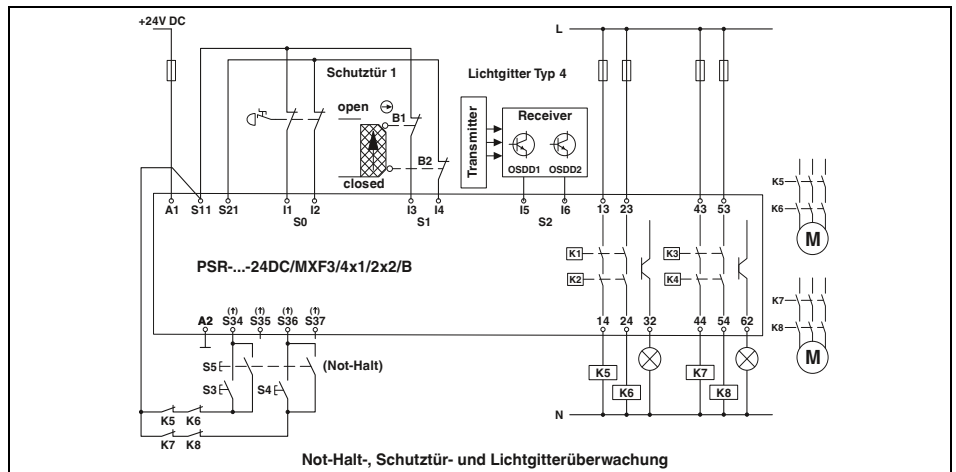 +24V DC
L
Schutztür 1
Lichtgitter Typ 4
open
B1
B2
closed
Transmitter
Receiver
OSDD1 OSDD2
K5
K6
M
A1 S11 S21 I1 I2 I3 I4 I5 I6 13 23 43 53
S0 S1 S2
PSR-...-24DC/MXF3/4x1/2x2/B
K1
K2
K3
K4
K7
K8
M
(↑) (↑) (↑) (↑)
A2 S34 S35 S36 S37 14 24 32 44 54 62
S5
(Not-Halt)
S3
S4
K5
K6
K7
K8
K5 K6
K7 K8
N
Not-Halt-, Schutztür- und Lichtgitterüberwachung